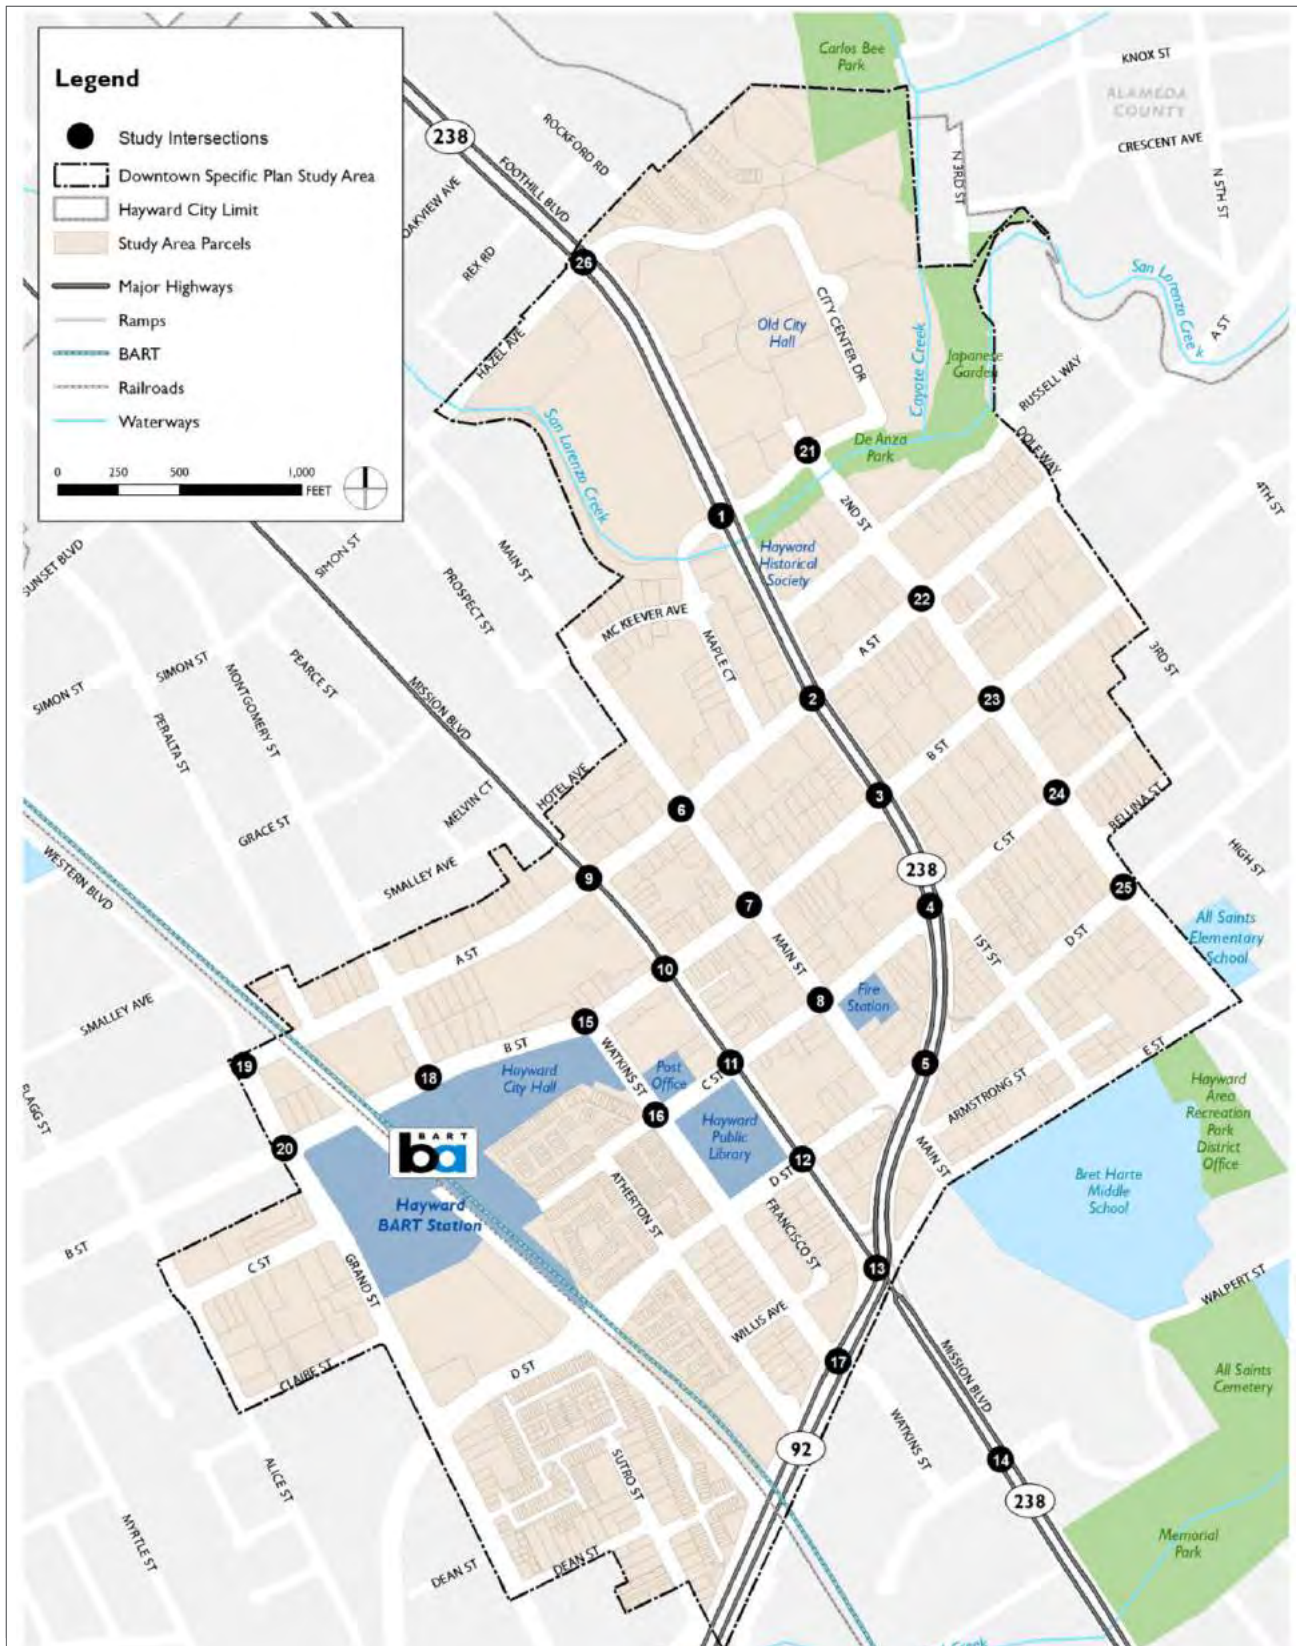 Legend
Study Intersections
Downtown Specific Plan Study Area
Hayward City Limit
Study Area Parcels
Major Highways
Ramps
BART
Railroads
Waterways
0 250 500 1,000
FEET
Carlos Bee
Park
KNOX ST
ALAMEDA
COUNTY
CRESCENT AVE
N 3RD ST
N 5TH ST
238
ROCKFORD RD
FOOTHILL BLVD
OAKVIEW AVE
REX RD
26
HAZEL AVE
CITY CENTER DR
Old City
Hall
Coyote Creek
Japanese
Garden
San Lorenzo Creek
A ST
RUSSELL WAY
DOLE WAY
De Anza
Park
21
San Lorenzo Creek
2ND ST
4TH ST
1
Hayward
Historical
Society
SUNSET BLVD
SIMON ST
MAIN ST
PROSPECT ST
22
MC KEEVER AVE
MAPLE CT
A ST
3RD ST
SIMON ST
SIMON ST
PEARCE ST
MONTGOMERY ST
PERALTA ST
MISSION BLVD
2
23
B ST
HOTEL AVE
MELVIN CT
3
24
BELLINA ST
6
GRACE ST
C ST
HIGH ST
WESTERN BLVD
SMALLEY AVE
9
238
25
7
4
D ST
All Saints
Elementary
School
A ST
MAIN ST
1ST ST
10
Fire
Station
8
SMALLEY AVE
15
B ST
WATKINS ST
E ST
19
18
Hayward
City Hall
Post
Office
C ST
11
5
ARMSTRONG ST
FLAGG ST
16
Hayward
Public
Library
Hayward
Area
Recreation
Park
District
Office
20
BART
ba
12
D ST
MAIN ST
Bret Harte
Middle
School
Hayward
BART Station
ATHERTON ST
FRANCISCO ST
B ST
C ST
GRAND ST
13
WALPERT ST
WILLIS AVE
17
CLAIRE ST
D ST
MISSION BLVD
All Saints
Cemetery
WATKINS ST
92
14
ALICE ST
SUTRO ST
238
MYRTLE ST
Memorial
Park
DEAN ST
DEAN ST
Creek